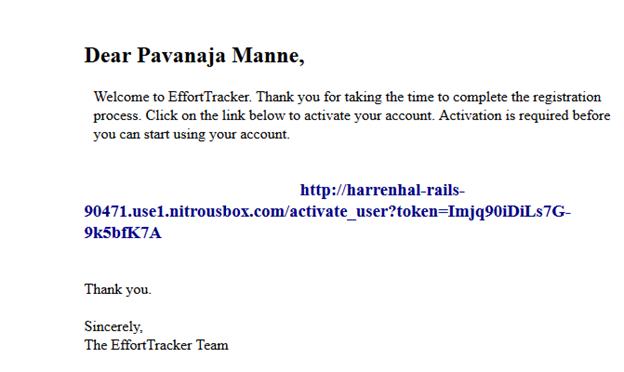 Dear Pavanaja Manne,
Welcome to EffortTracker. Thank you for taking the time to complete the registration
process. Click on the link below to activate your account. Activation is required before
you can start using your account.
http://harrenhal-rails-
90471.use1.nitrousbox.com/activate_user?token=Imjq90iDiLs7G-
9k5bfK7A
Thank you.
Sincerely,
The EffortTracker Team